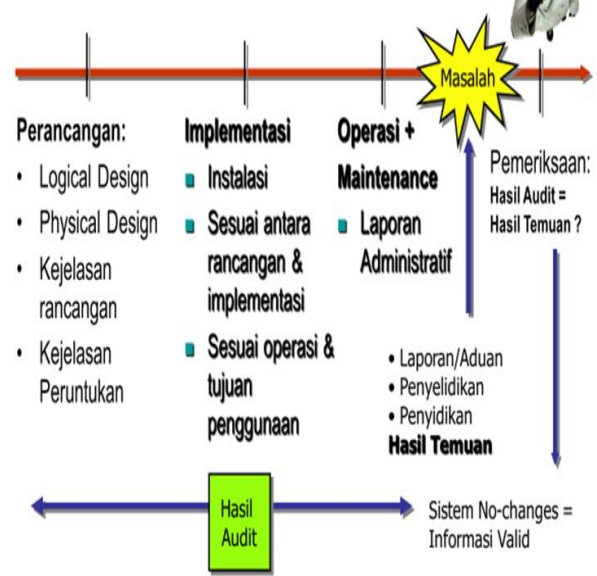 Masalah
Perancangan:
• Logical Design
• Physical Design
• Kejelasan
rancangan
• Kejelasan
Peruntukan
Implementasi
Instalasi
Sesuai antara
rancangan &
implementasi
Sesuai operasi &
tujuan
penggunaan
Operasi +
Maintenance
Laporan
Administratif
Pemeriksaan:
Hasil Audit =
Hasil Temuan ?
• Laporan/Aduan
• Penyelidikan
• Penyidikan
Hasil Temuan
Hasil
Audit
Sistem No-changes =
Informasi Valid